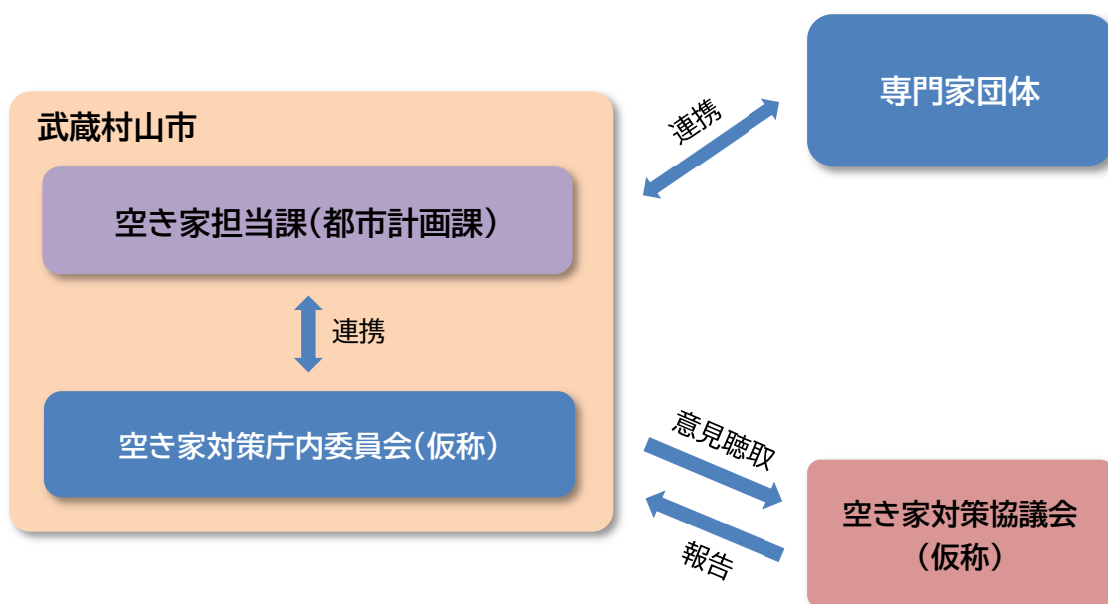 武蔵村山市
空き家担当課(都市計画課)
連携
空き家対策庁内委員会(仮称)
連携
専門家団体
意見聴取
報告
空き家対策協議会
(仮称)